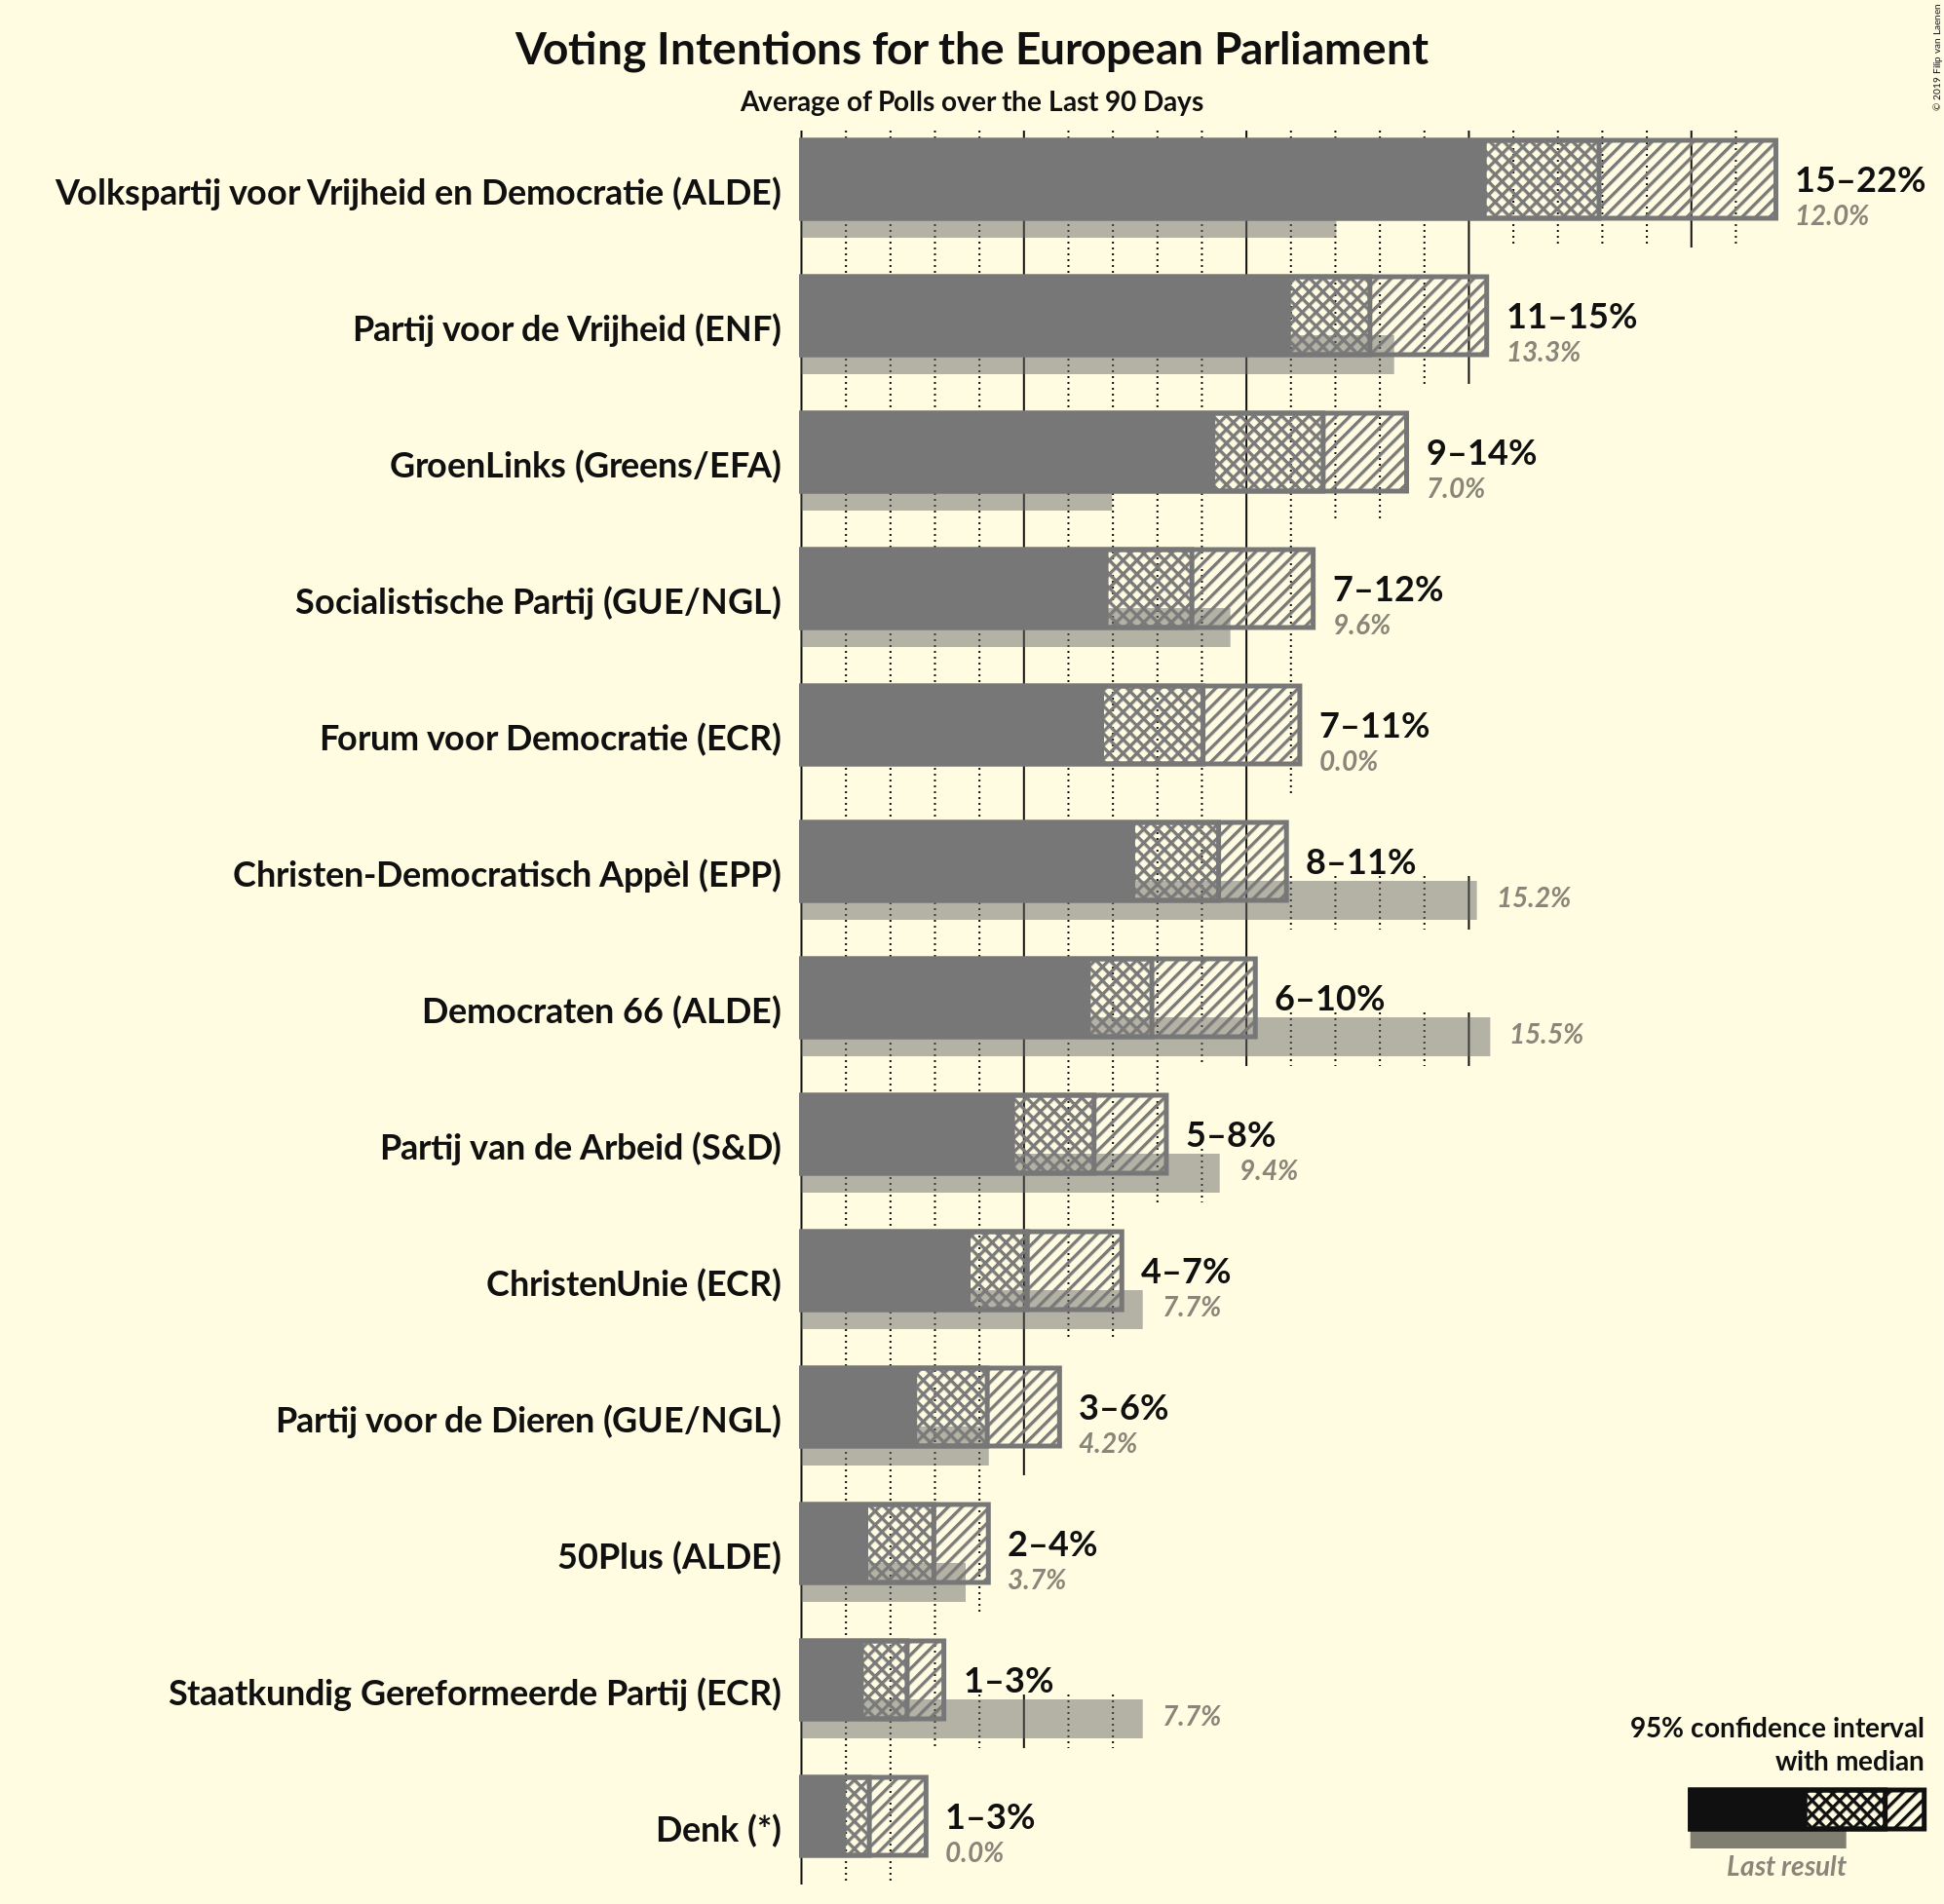 Voting Intentions for the European Parliament
Average of Polls over the Last 90 Days
© 2019 Filip van Laenen
Volkspartij voor Vrijheid en Democratie (ALDE)
15–22%
12.0%
Partij voor de Vrijheid (ENF)
11–15%
13.3%
GroenLinks (Greens/EFA)
9–14%
7.0%
Socialistische Partij (GUE/NGL)
7–12%
9.6%
Forum voor Democratie (ECR)
7–11%
0.0%
Christen-Democratisch Appèl (EPP)
8–11%
15.2%
Democraten 66 (ALDE)
6–10%
15.5%
Partij van de Arbeid (S&D)
5–8%
9.4%
ChristenUnie (ECR)
4–7%
7.7%
Partij voor de Dieren (GUE/NGL)
3–6%
4.2%
50Plus (ALDE)
2–4%
3.7%
Staatkundig Gereformeerde Partij (ECR)
1–3%
7.7%
Denk (*)
1–3%
0.0%
95% confidence interval
with median
Last result